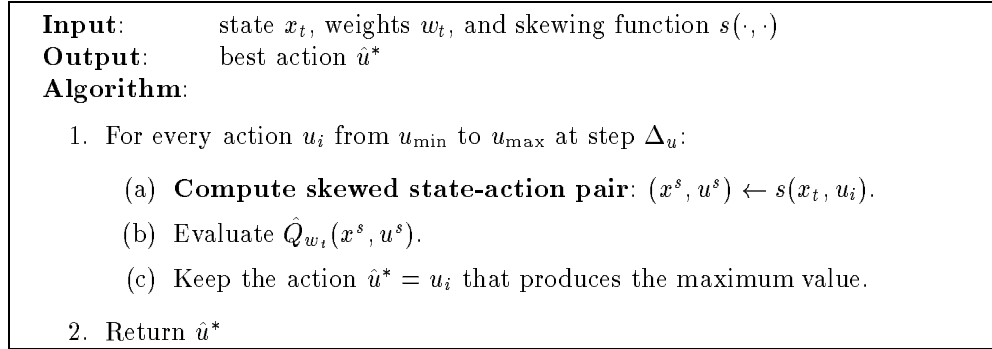 Input: state x_t, weights w_t, and skewing function s(·, ·)
Output: best action û*
Algorithm:
1. For every action u_i from u_min to u_max at step Δ_u:
(a) Compute skewed state-action pair: (x^s, u^s) ← s(x_t, u_i).
(b) Evaluate Q̂_{w_t}(x^s, u^s).
(c) Keep the action û* = u_i that produces the maximum value.
2. Return û*